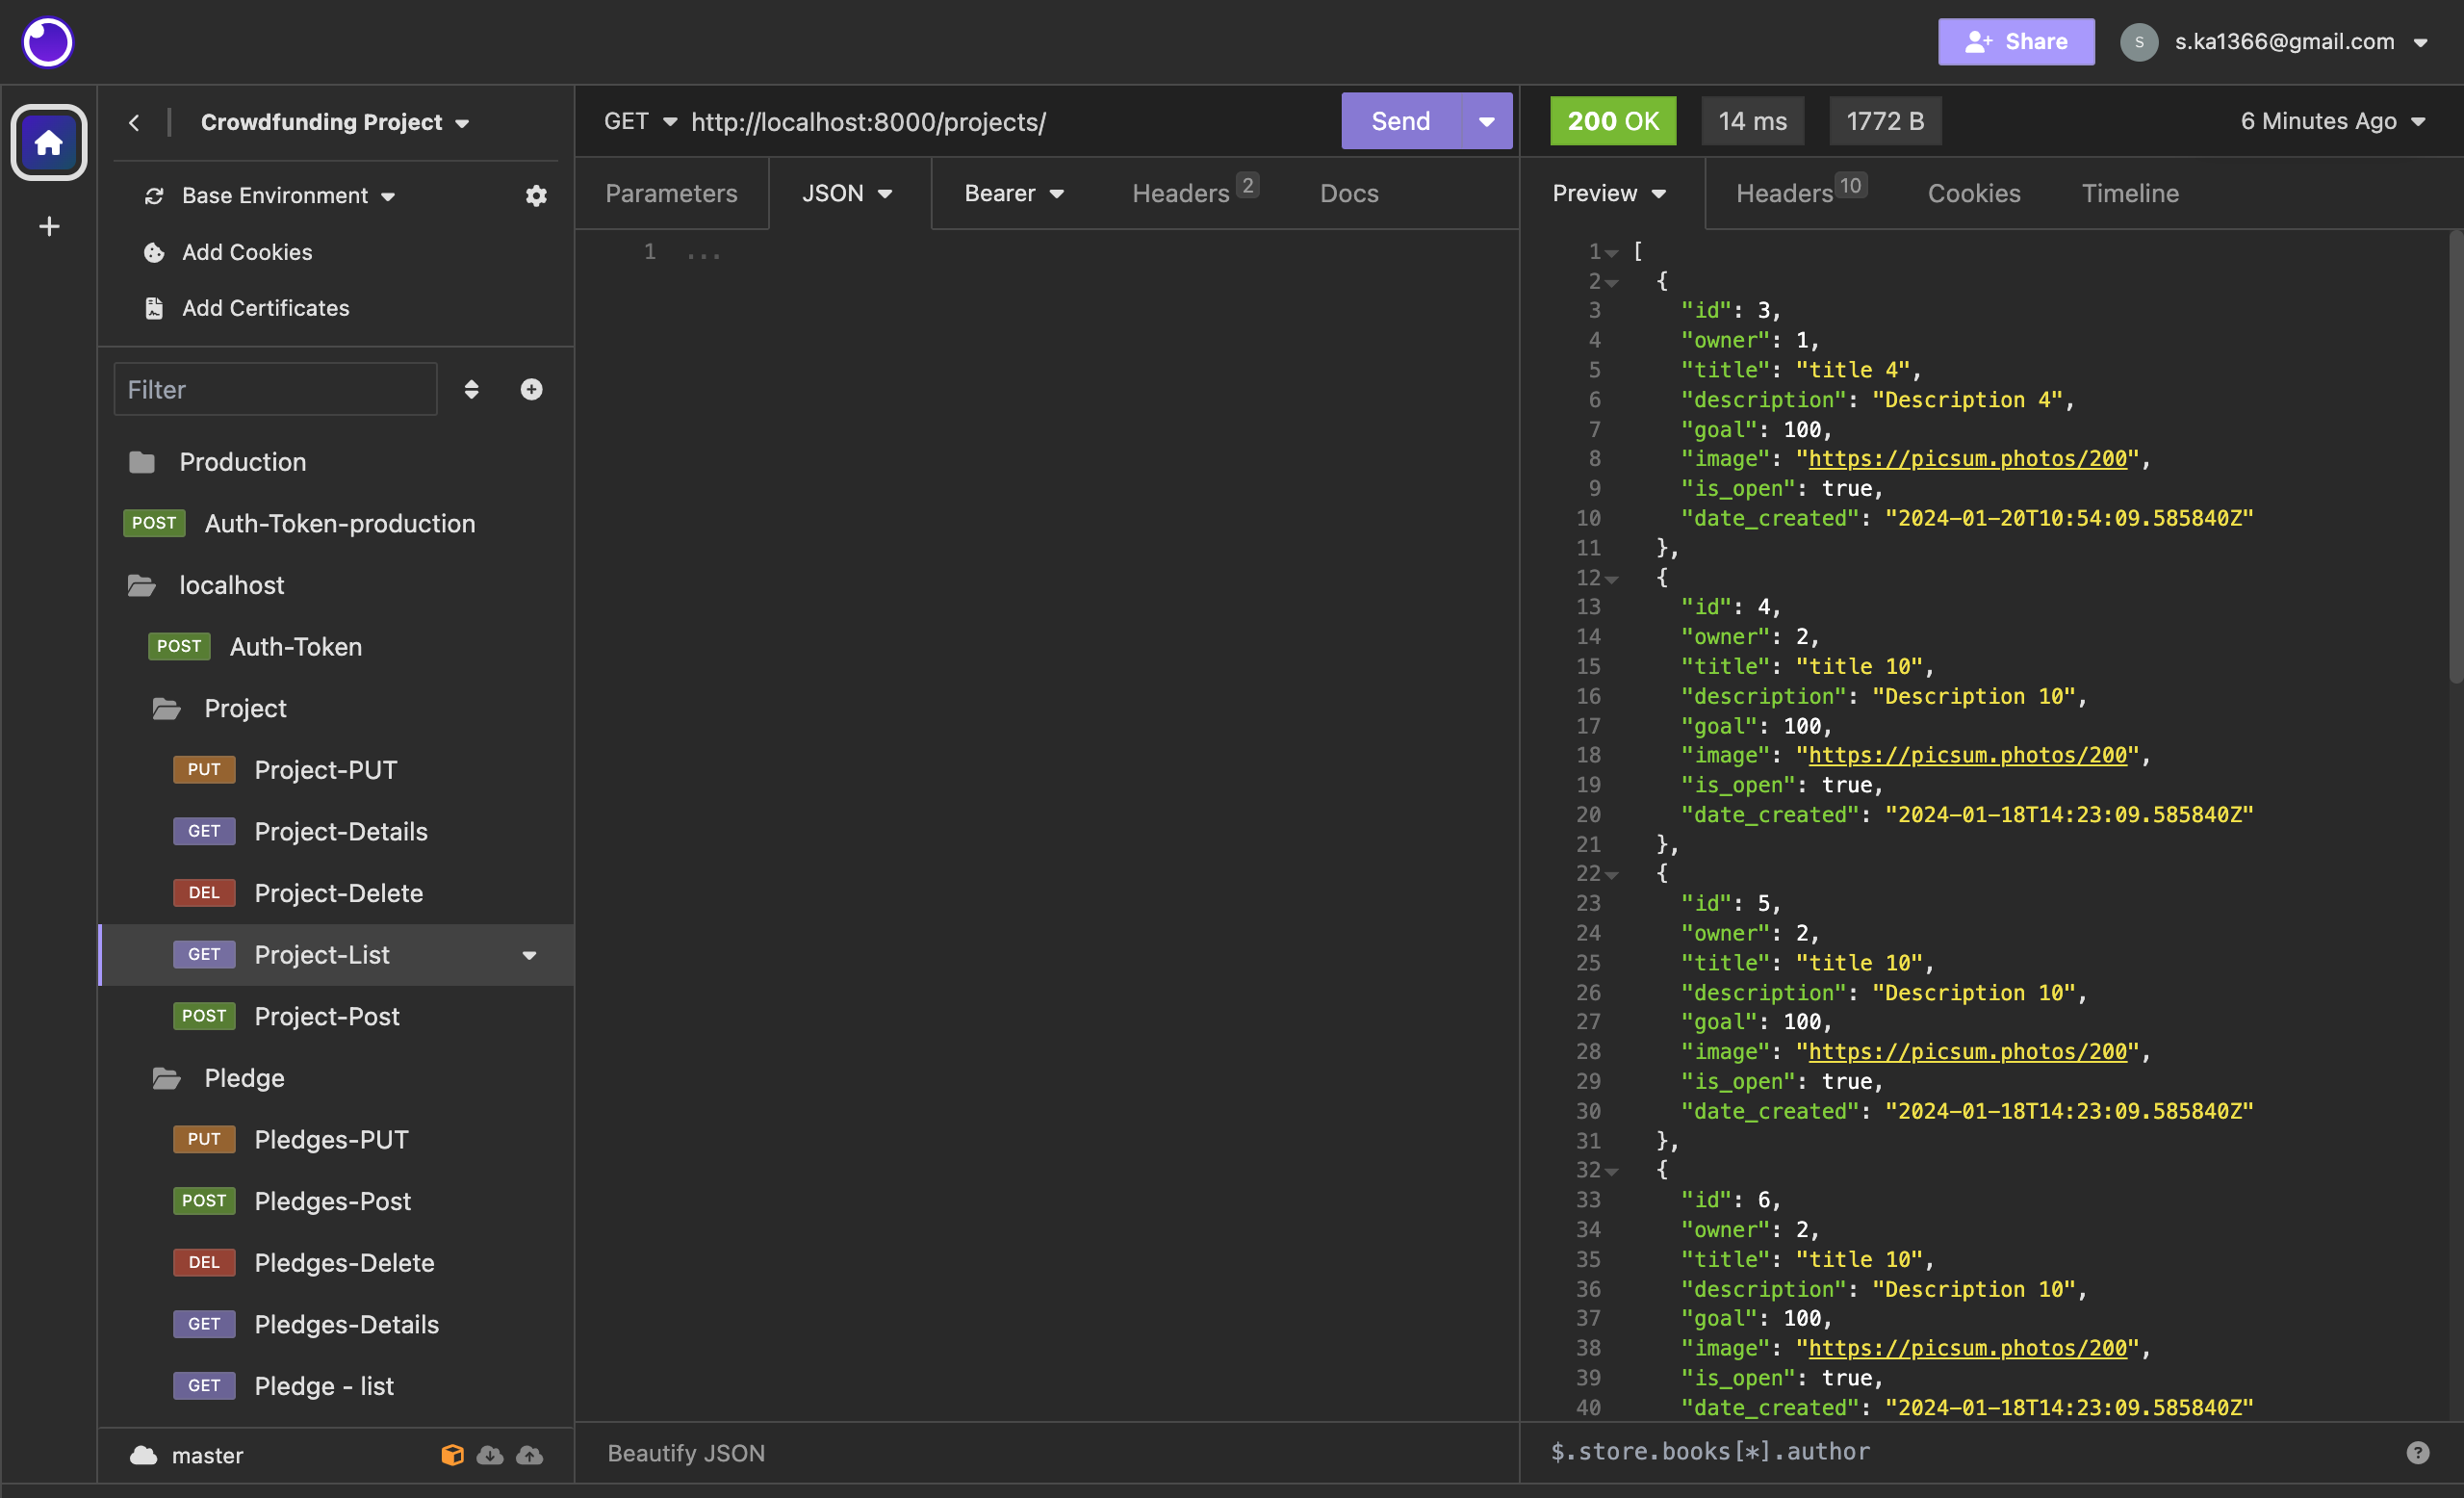 Share
S
s.ka1366@gmail.com
Crowdfunding Project
Base Environment
Add Cookies
Add Certificates
Filter
Production
POST Auth-Token-production
localhost
POST Auth-Token
Project
PUT Project-PUT
GET Project-Details
DEL Project-Delete
GET Project-List
POST Project-Post
Pledge
PUT Pledges-PUT
POST Pledges-Post
DEL Pledges-Delete
GET Pledges-Details
GET Pledge - list
master
GET http://localhost:8000/projects/
Send
Parameters JSON Bearer Headers 2 Docs
1 ...
Beautify JSON
200 OK 14 ms 1772 B 6 Minutes Ago
Preview Headers 10 Cookies Timeline
1 [
2 {
3 "id": 3,
4 "owner": 1,
5 "title": "title 4",
6 "description": "Description 4",
7 "goal": 100,
8 "image": "https://picsum.photos/200",
9 "is_open": true,
10 "date_created": "2024-01-20T10:54:09.585840Z"
11 },
12 {
13 "id": 4,
14 "owner": 2,
15 "title": "title 10",
16 "description": "Description 10",
17 "goal": 100,
18 "image": "https://picsum.photos/200",
19 "is_open": true,
20 "date_created": "2024-01-18T14:23:09.585840Z"
21 },
22 {
23 "id": 5,
24 "owner": 2,
25 "title": "title 10",
26 "description": "Description 10",
27 "goal": 100,
28 "image": "https://picsum.photos/200",
29 "is_open": true,
30 "date_created": "2024-01-18T14:23:09.585840Z"
31 },
32 {
33 "id": 6,
34 "owner": 2,
35 "title": "title 10",
36 "description": "Description 10",
37 "goal": 100,
38 "image": "https://picsum.photos/200",
39 "is_open": true,
40 "date_created": "2024-01-18T14:23:09.585840Z"
$.store.books[*].author
?